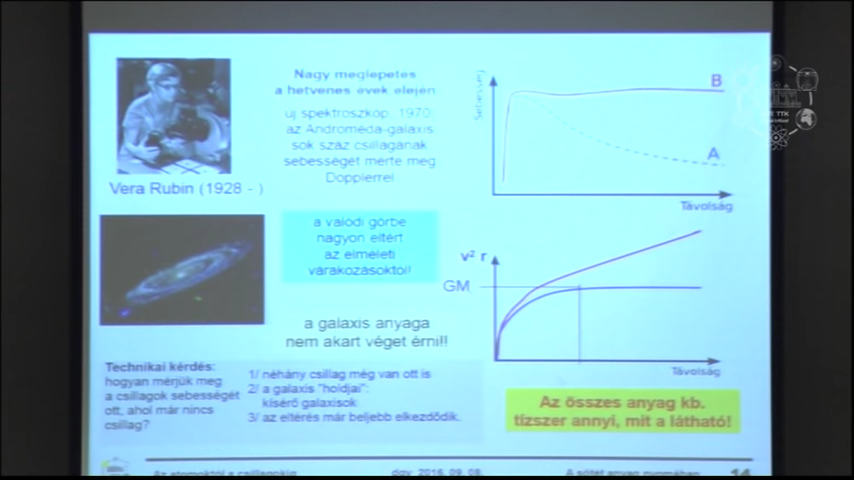 Nagy meglepetés
a hetvenes évek elején
új spektroszkóp, 1970:
az Androméda-galaxis
sok száz csillagának
sebességét mérte meg
Dopplerrel
Vera Rubin (1928 - )
a valódi görbe
nagyon eltért
az elméleti
várakozásoktól!
a galaxis anyaga
nem akart véget érni!!
Technikai kérdés:
hogyan mérjük meg
a csillagok sebességét
ott, ahol már nincs
csillag?
1/ néhány csillag még van ott is
2/ a galaxis "holdjai":
kísérő galaxisok
3/ az eltérés már beljebb elkezdődik.
Sebesség
B
A
Távolság
v² r
GM
Távolság
Az összes anyag kb.
tízszer annyi, mit a látható!
Az atomoktól a csillagokig
dgy 2016. 09. 08.
A sötét anyag nyomában
14